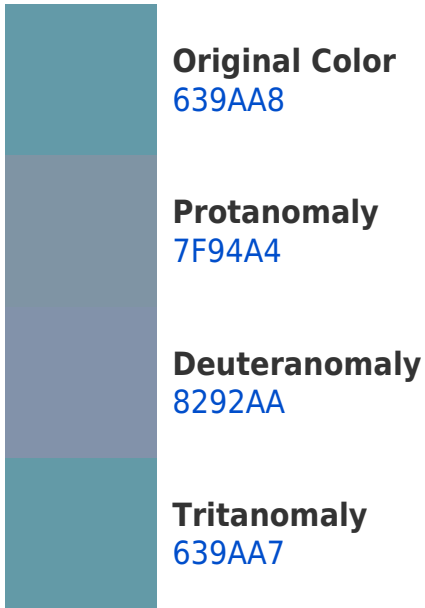 Original Color
639AA8
Protanomaly
7F94A4
Deuteranomaly
8292AA
Tritanomaly
639AA7